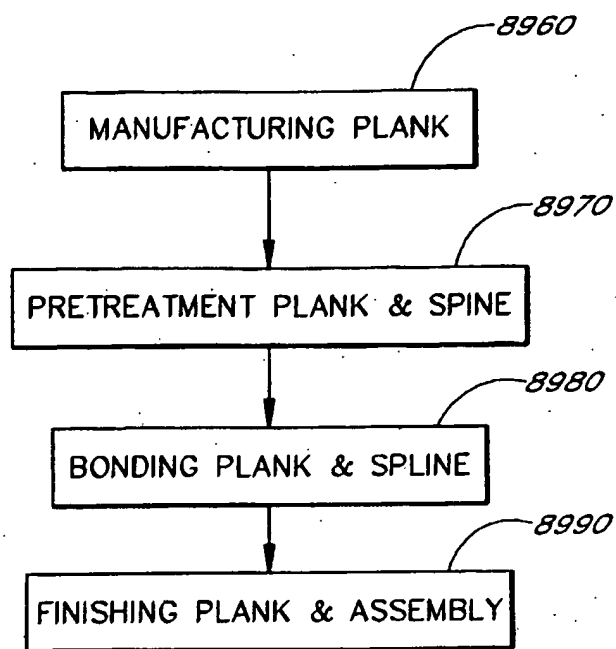 8960
MANUFACTURING PLANK
8970
PRETREATMENT PLANK & SPINE
8980
BONDING PLANK & SPLINE
8990
FINISHING PLANK & ASSEMBLY